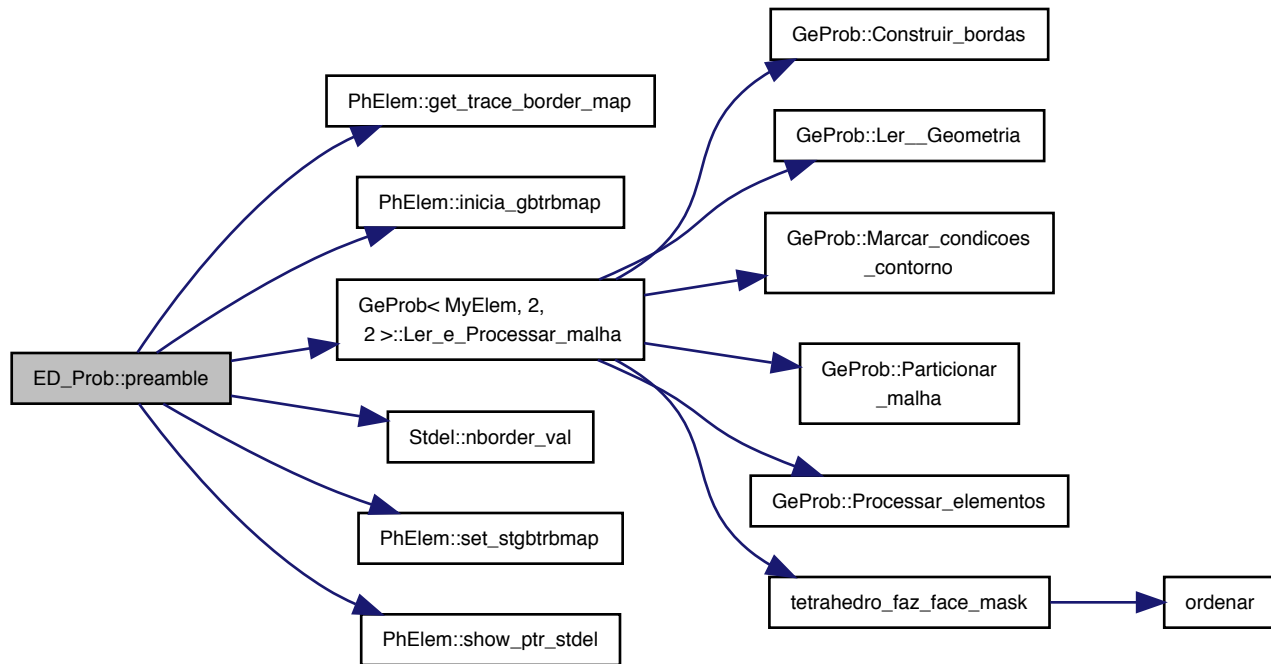 ED_Prob::preamble
PhElem::get_trace_border_map
PhElem::inicia_gbtrbmap
GeProb< MyElem, 2,
2 >::Ler_e_Processar_malha
Stdel::nborder_val
PhElem::set_stgbtrbmap
PhElem::show_ptr_stdel
GeProb::Construir_bordas
GeProb::Ler__Geometria
GeProb::Marcar_condicoes
_contorno
GeProb::Particionar
_malha
GeProb::Processar_elementos
tetrahedro_faz_face_mask
ordenar